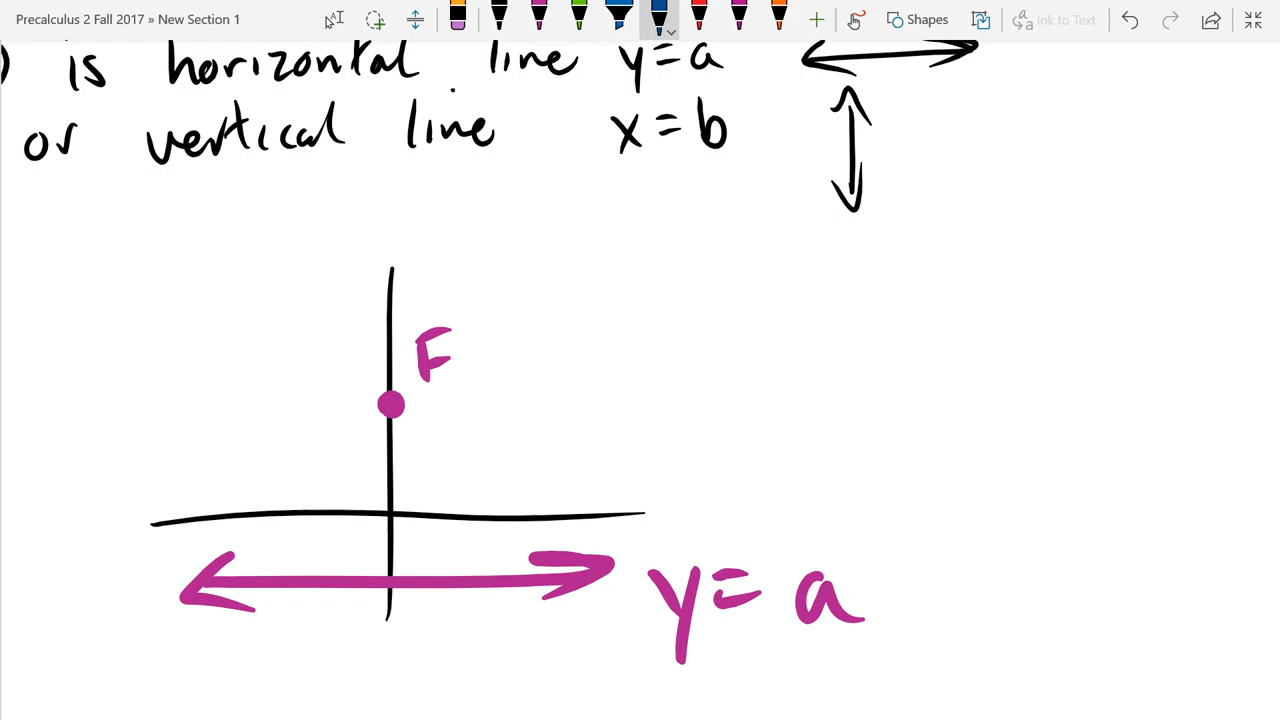 Precalculus 2 Fall 2017 » New Section 1
Shapes
Ink to Text
) is horizontal line y=a
or vertical line x=b
F
y= a